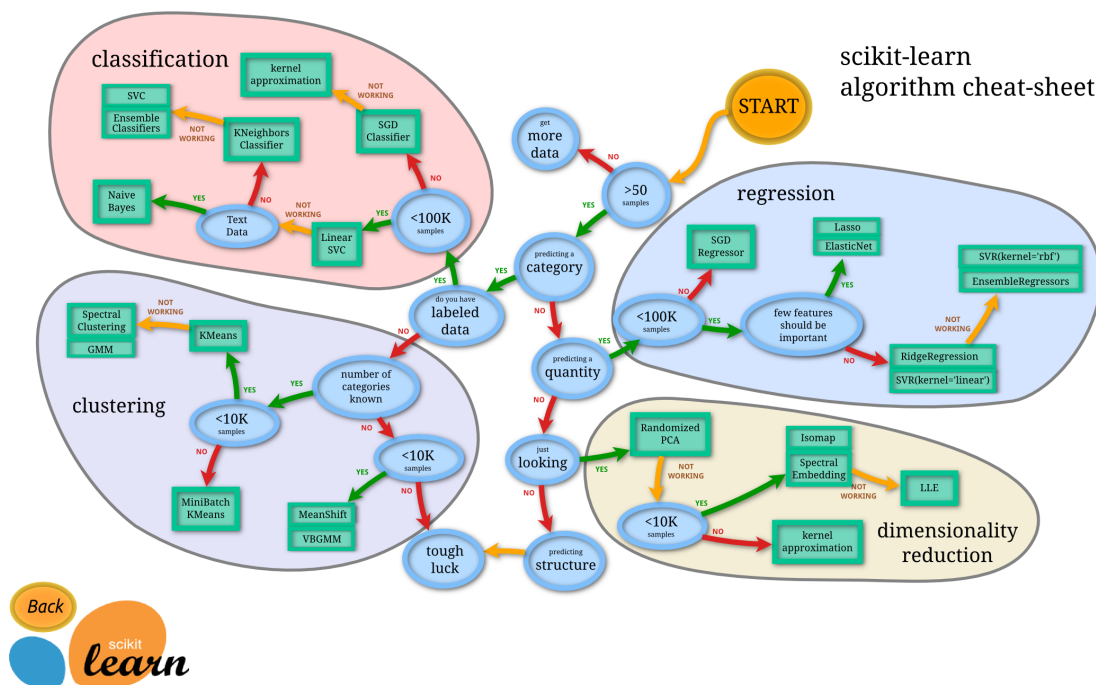 scikit-learn
algorithm cheat-sheet
START
classification
kernel
approximation
NOT
WORKING
SVC
Ensemble
Classifiers
NOT
WORKING
KNeighbors
Classifier
SGD
Classifier
NO
Naive
Bayes
YES
Text
Data
NO
NOT
WORKING
Linear
SVC
YES
<100K
samples
YES
get
more
data
NO
>50
samples
YES
predicting a
category
YES
NO
do you have
labeled
data
NO
predicting a
quantity
YES
NO
just
looking
YES
NO
predicting
structure
tough
luck
regression
SGD
Regressor
NO
<100K
samples
YES
Lasso
ElasticNet
YES
few features
should be
important
NO
SVR(kernel='rbf')
EnsembleRegressors
NOT
WORKING
RidgeRegression
SVR(kernel='linear')
clustering
Spectral
Clustering
GMM
NOT
WORKING
KMeans
YES
<10K
samples
YES
number of
categories
known
NO
NO
MiniBatch
KMeans
<10K
samples
YES
NO
MeanShift
VBGMM
dimensionality
reduction
Randomized
PCA
NOT
WORKING
<10K
samples
YES
NO
Isomap
Spectral
Embedding
NOT
WORKING
LLE
kernel
approximation
Back
scikit
learn